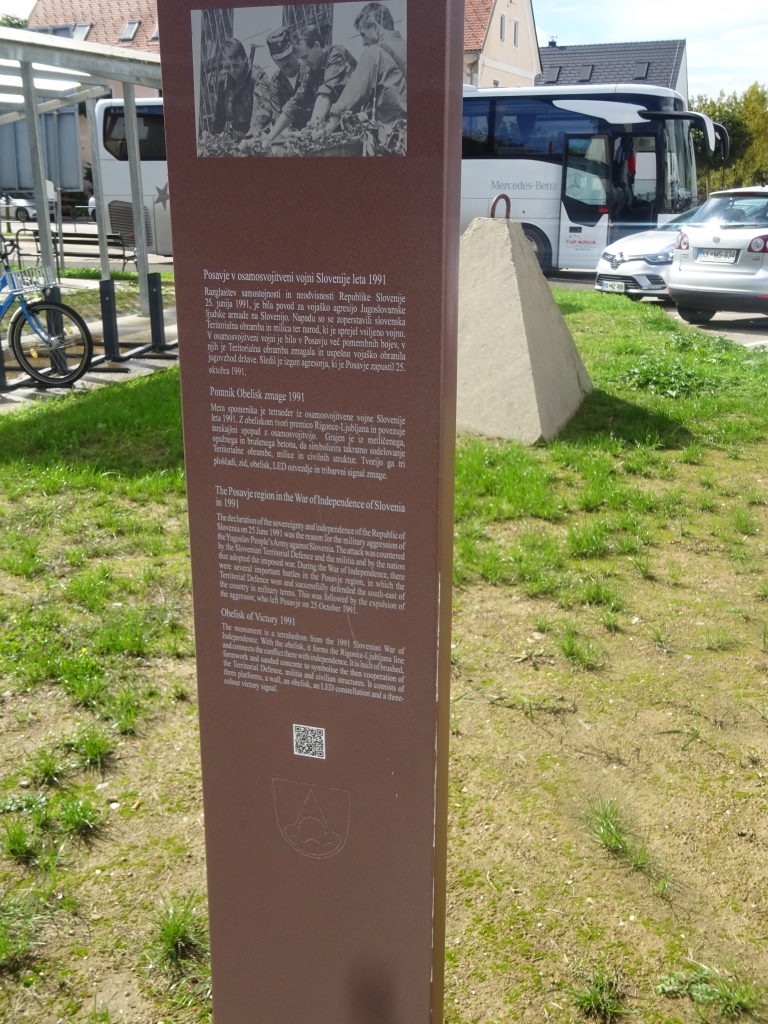 Mercedes-Benz
Posavje v osamosvojitveni vojni Slovenije leta 1991
Razglasitev samostojnosti in neodvisnosti Republike Slovenije
25. junija 1991, je bila povod za vojaško agresijo Jugoslovanske
ljudske armade na Slovenijo. Napadu so se zoperstavili slovenska
Teritorialna obramba in milica ter narod, ki je sprejel vsiljeno vojno.
V osamosvojitveni vojni je bilo v Posavju več pomembnih bojev, v
njih je Teritorialna obramba zmagala in uspešno vojaško obranila
jugovzhod države. Sledil je izgon agresorja, ki je Posavje zapustil 25.
oktobra 1991.
Pomnik Obelisk zmage 1991
Mera spomenika je tetraeder iz osamosvojitvene vojne Slovenije
leta 1991. Z obeliskom tvori premico Rigonce-Ljubljana in povezuje
tamkajšnji spopad z osamosvojitvijo. Grajen je iz metličenega,
opažnega in brušenega betona, da simbolizira takratno sodelovanje
Teritorialne obrambe, milice in civilnih struktur. Tvorijo ga tri
ploščadi, zid, obelisk, LED ozvezdje in tribarvni signal zmage.
The Posavje region in the War of Independence of Slovenia
in 1991
The declaration of the sovereignty and independence of the Republic of
Slovenia on 25 June 1991 was the reason for the military aggression of
the Yugoslav People's Army against Slovenia. The attack was countered
by the Slovenian Territorial Defence and the militia and by the nation
that adopted the imposed war. During the War of Independence, there
were several important battles in the Posavje region, in which the
Territorial Defence won and successfully defended the south-east of
the country in military terms. This was followed by the expulsion of
the aggressor, who left Posavje on 25 October 1991.
Obelisk of Victory 1991
The monument is a tetrahedron from the 1991 Slovenian War of
Independence. With the obelisk, it forms the Rigonce-Ljubljana line
and connects the conflict there with independence. It is built of brushed,
formwork and sanded concrete to symbolise the then cooperation of
the Territorial Defence, militia and civilian structures. It consists of
three platforms, a wall, an obelisk, an LED constellation and a three-
colour victory signal.